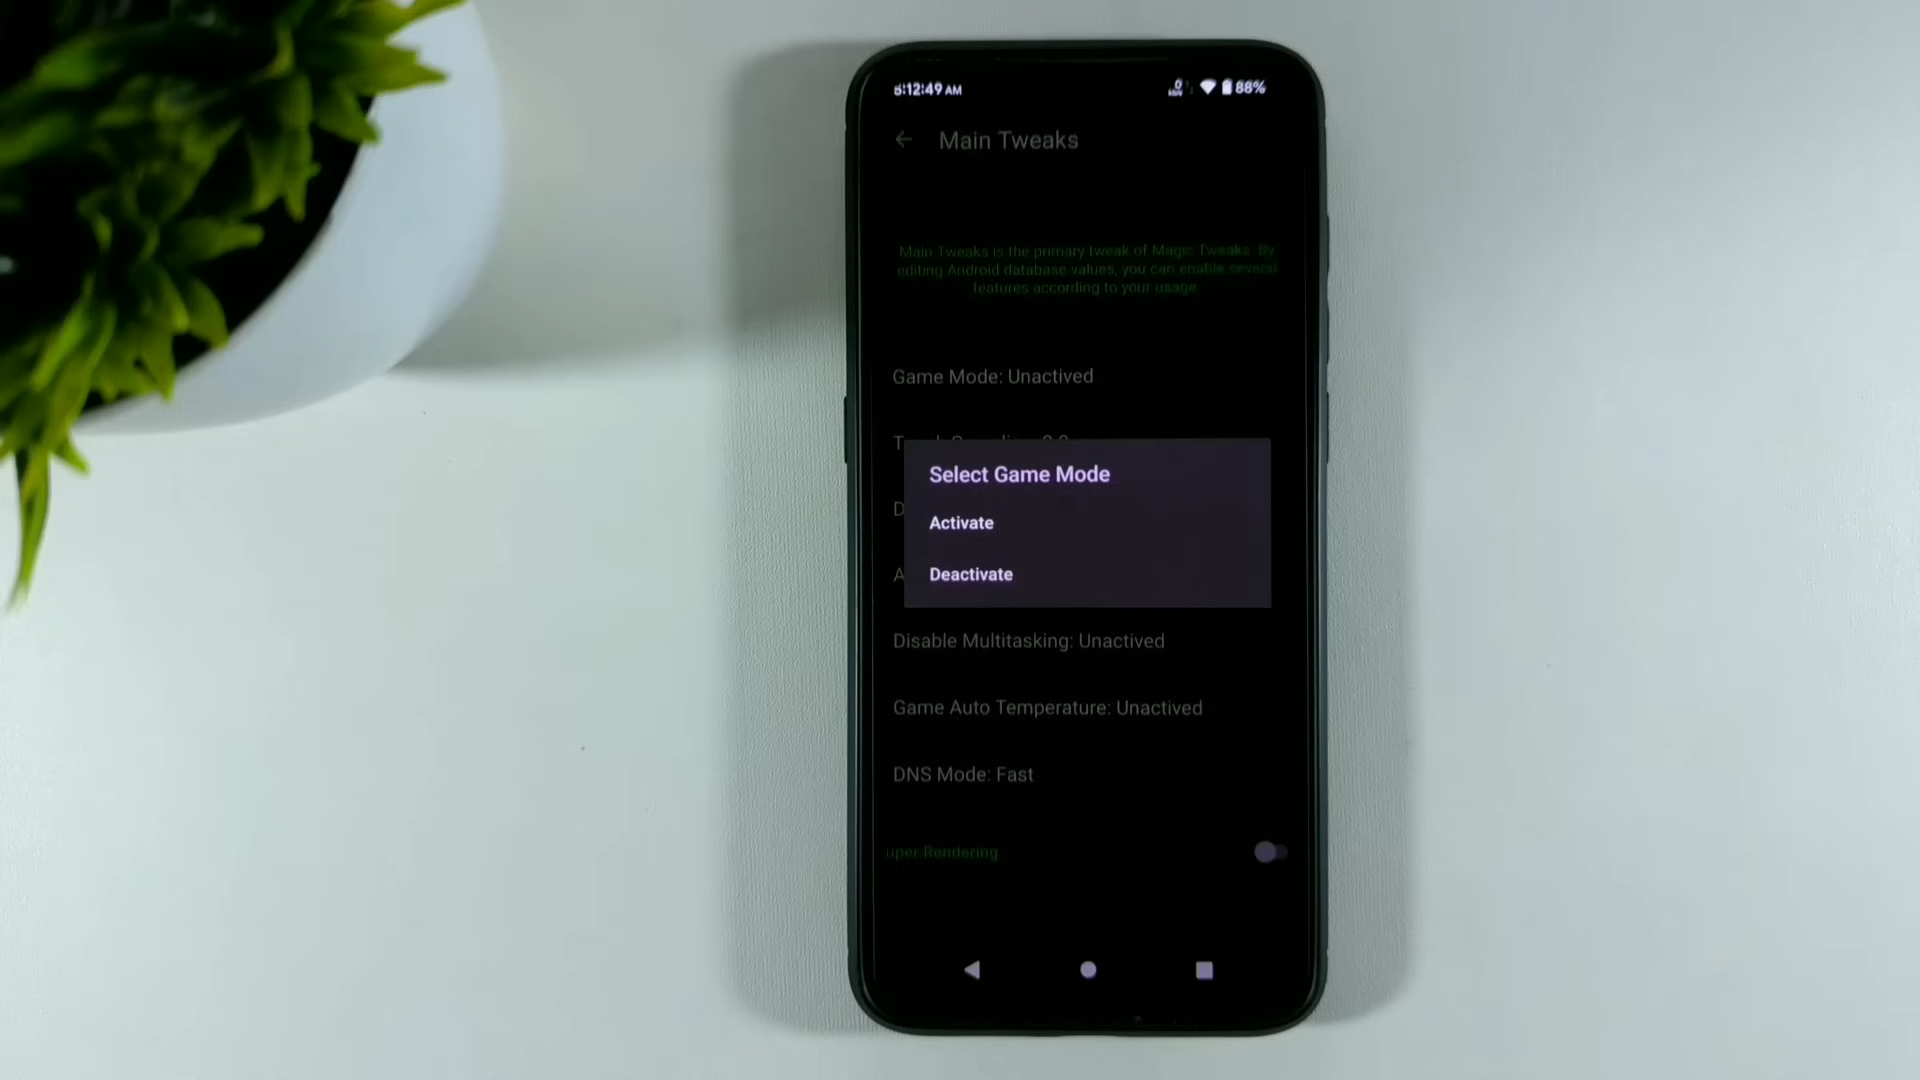 5:12:49 AM
88%
Main Tweaks
Main Tweaks is the primary tweak of Magic Tweaks. By
editing Android database values, you can enable several
features according to your usage.
Game Mode: Unactived
Select Game Mode
Activate
Deactivate
Disable Multitasking: Unactived
Game Auto Temperature: Unactived
DNS Mode: Fast
uper Rendering